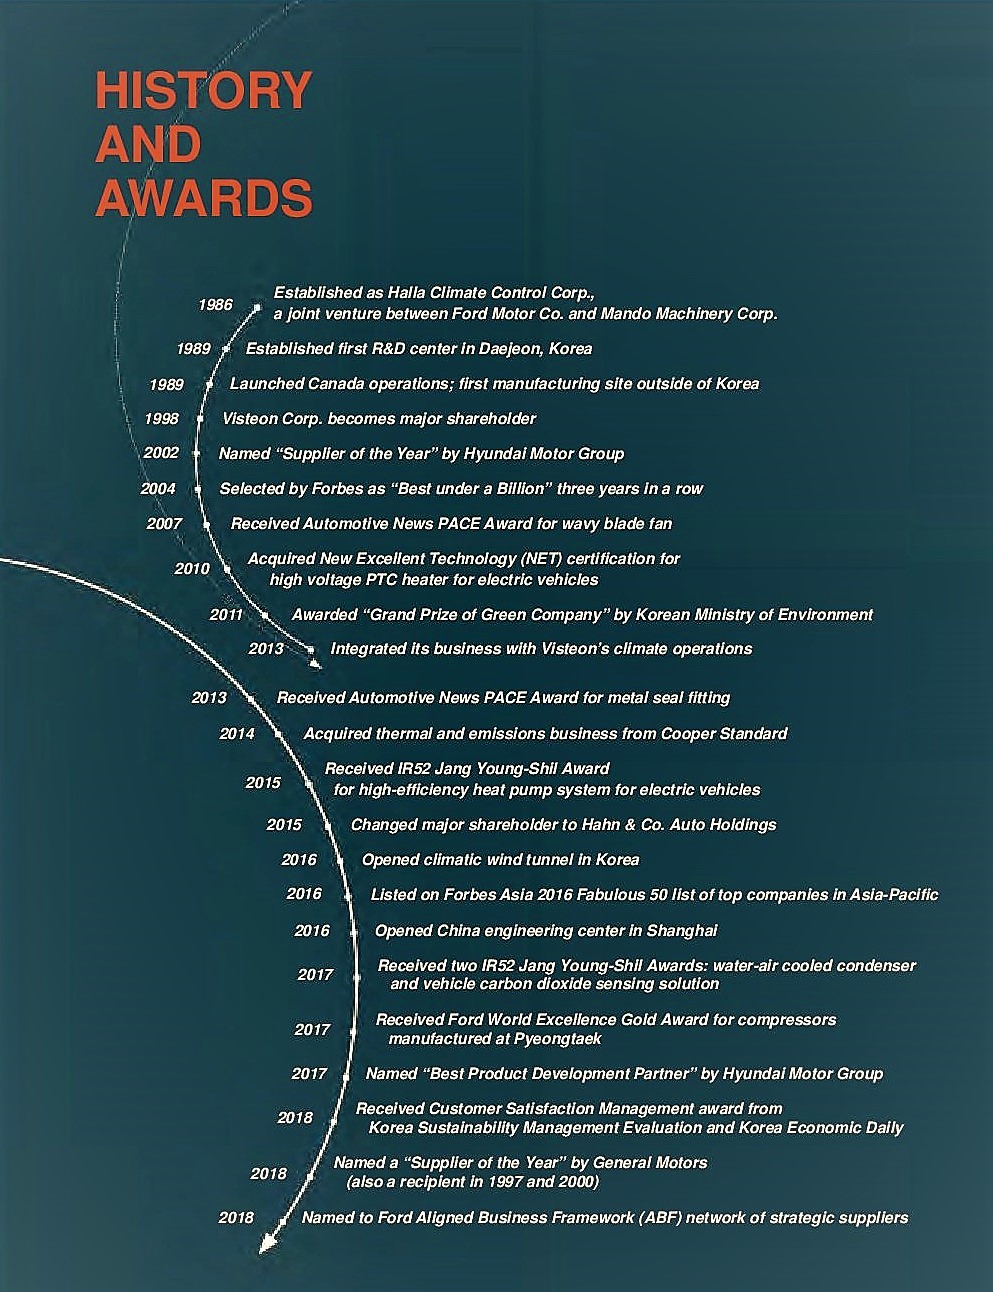 HISTORY
AND
AWARDS
1986 Established as Halla Climate Control Corp.,
a joint venture between Ford Motor Co. and Mando Machinery Corp.
1989 Established first R&D center in Daejeon, Korea
1989 Launched Canada operations; first manufacturing site outside of Korea
1998 Visteon Corp. becomes major shareholder
2002 Named “Supplier of the Year” by Hyundai Motor Group
2004 Selected by Forbes as “Best under a Billion” three years in a row
2007 Received Automotive News PACE Award for wavy blade fan
2010 Acquired New Excellent Technology (NET) certification for
high voltage PTC heater for electric vehicles
2011 Awarded “Grand Prize of Green Company” by Korean Ministry of Environment
2013 Integrated its business with Visteon’s climate operations
2013 Received Automotive News PACE Award for metal seal fitting
2014 Acquired thermal and emissions business from Cooper Standard
2015 Received IR52 Jang Young-Shil Award
for high-efficiency heat pump system for electric vehicles
2015 Changed major shareholder to Hahn & Co. Auto Holdings
2016 Opened climatic wind tunnel in Korea
2016 Listed on Forbes Asia 2016 Fabulous 50 list of top companies in Asia-Pacific
2016 Opened China engineering center in Shanghai
2017 Received two IR52 Jang Young-Shil Awards: water-air cooled condenser
and vehicle carbon dioxide sensing solution
2017 Received Ford World Excellence Gold Award for compressors
manufactured at Pyeongtaek
2017 Named “Best Product Development Partner” by Hyundai Motor Group
2018 Received Customer Satisfaction Management award from
Korea Sustainability Management Evaluation and Korea Economic Daily
2018 Named a “Supplier of the Year” by General Motors
(also a recipient in 1997 and 2000)
2018 Named to Ford Aligned Business Framework (ABF) network of strategic suppliers